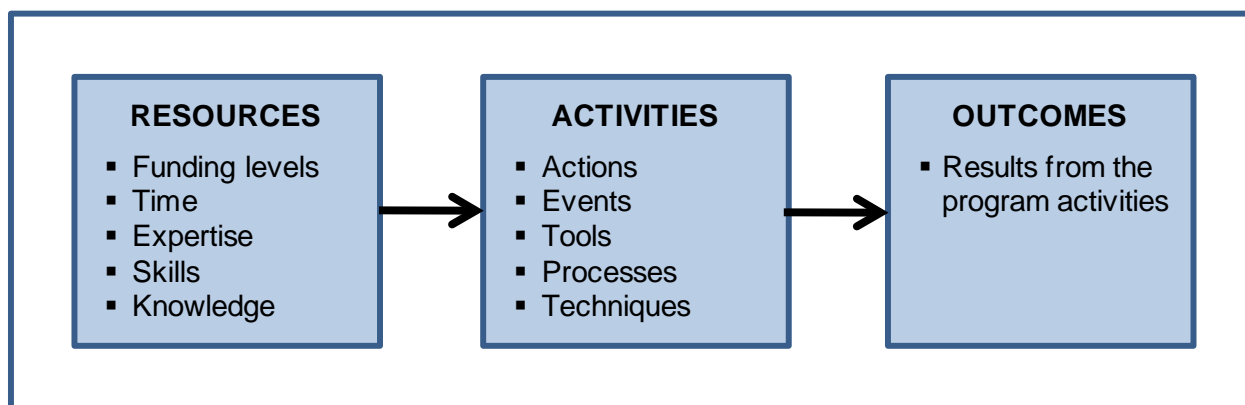 RESOURCES
▪ Funding levels
▪ Time
▪ Expertise
▪ Skills
▪ Knowledge
ACTIVITIES
▪ Actions
▪ Events
▪ Tools
▪ Processes
▪ Techniques
OUTCOMES
▪ Results from the
program activities